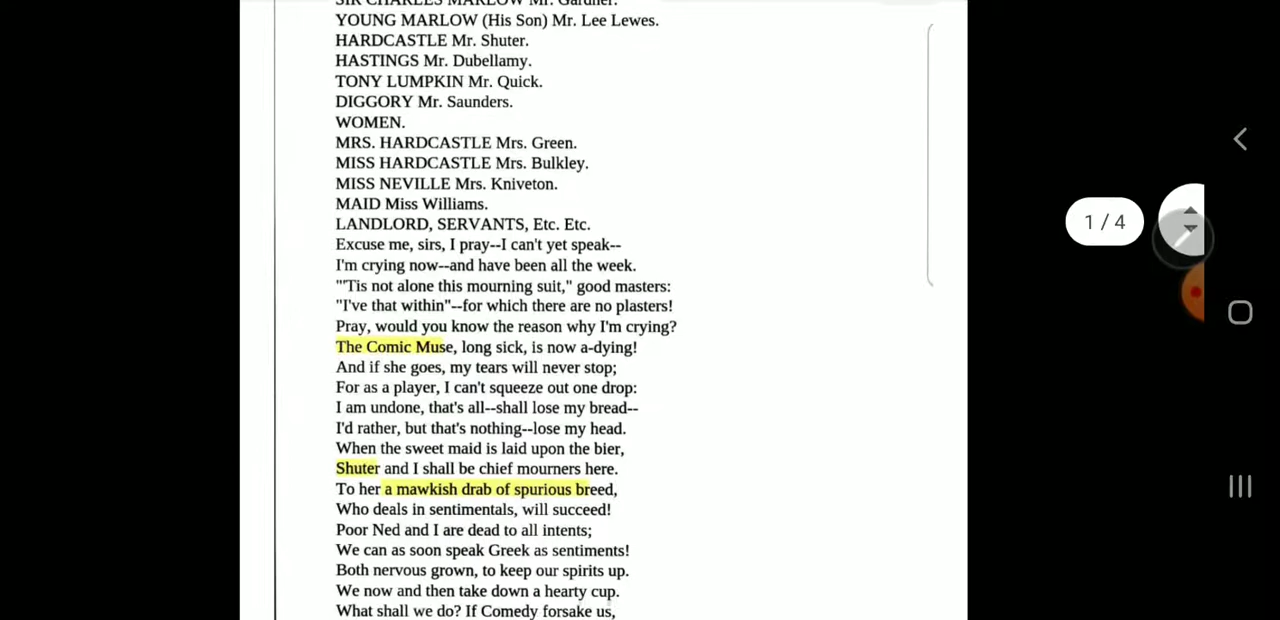 SIR CHARLES MARLOW Mr. Gardner.
YOUNG MARLOW (His Son) Mr. Lee Lewes.
HARDCASTLE Mr. Shuter.
HASTINGS Mr. Dubellamy.
TONY LUMPKIN Mr. Quick.
DIGGORY Mr. Saunders.
WOMEN.
MRS. HARDCASTLE Mrs. Green.
MISS HARDCASTLE Mrs. Bulkley.
MISS NEVILLE Mrs. Kniveton.
MAID Miss Williams.
LANDLORD, SERVANTS, Etc. Etc.
Excuse me, sirs, I pray--I can't yet speak--
I'm crying now--and have been all the week.
"'Tis not alone this mourning suit," good masters:
"I've that within"--for which there are no plasters!
Pray, would you know the reason why I'm crying?
The Comic Muse, long sick, is now a-dying!
And if she goes, my tears will never stop;
For as a player, I can't squeeze out one drop:
I am undone, that's all--shall lose my bread--
I'd rather, but that's nothing--lose my head.
When the sweet maid is laid upon the bier,
Shuter and I shall be chief mourners here.
To her a mawkish drab of spurious breed,
Who deals in sentimentals, will succeed!
Poor Ned and I are dead to all intents;
We can as soon speak Greek as sentiments!
Both nervous grown, to keep our spirits up.
We now and then take down a hearty cup.
What shall we do? If Comedy forsake us,
1 / 4